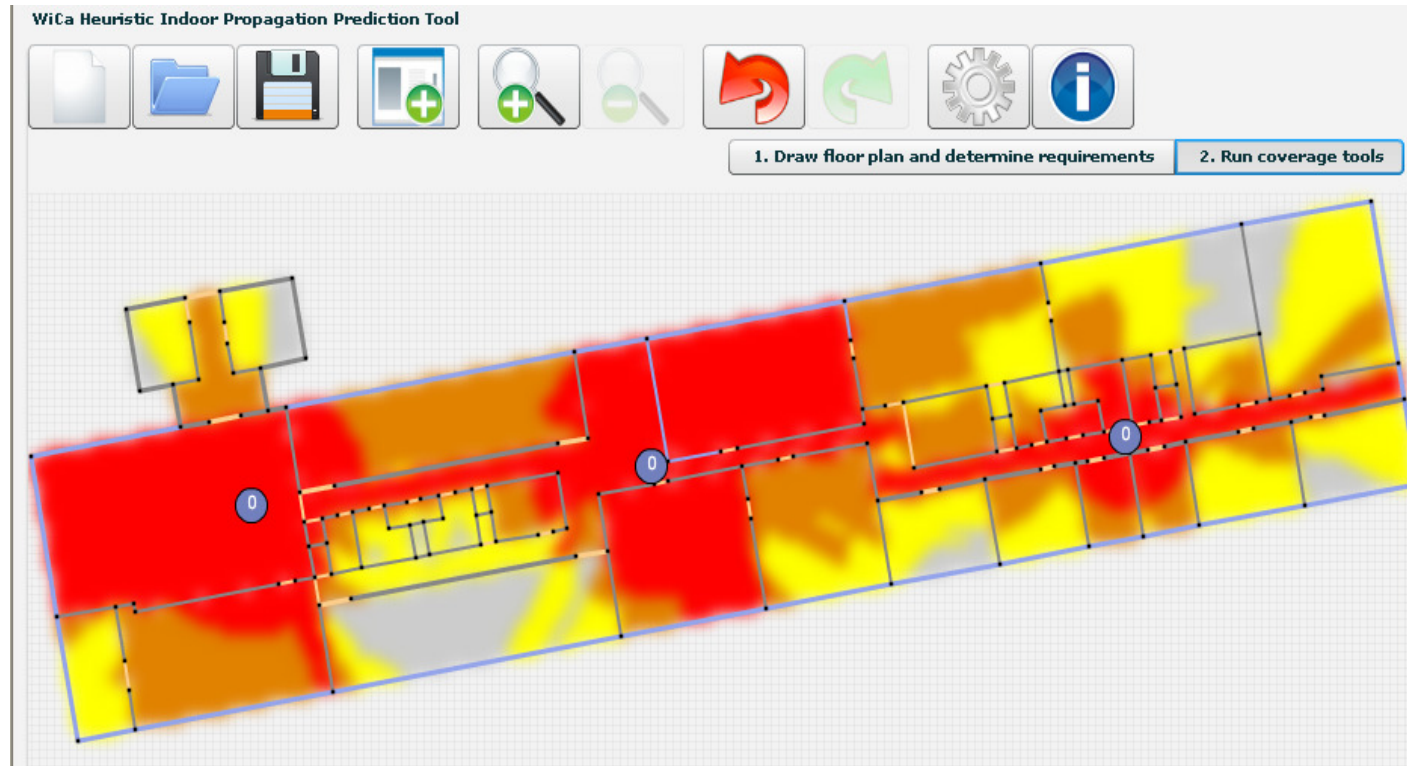 WiCa Heuristic Indoor Propagation Prediction Tool
1. Draw floor plan and determine requirements
2. Run coverage tools
0
0
0